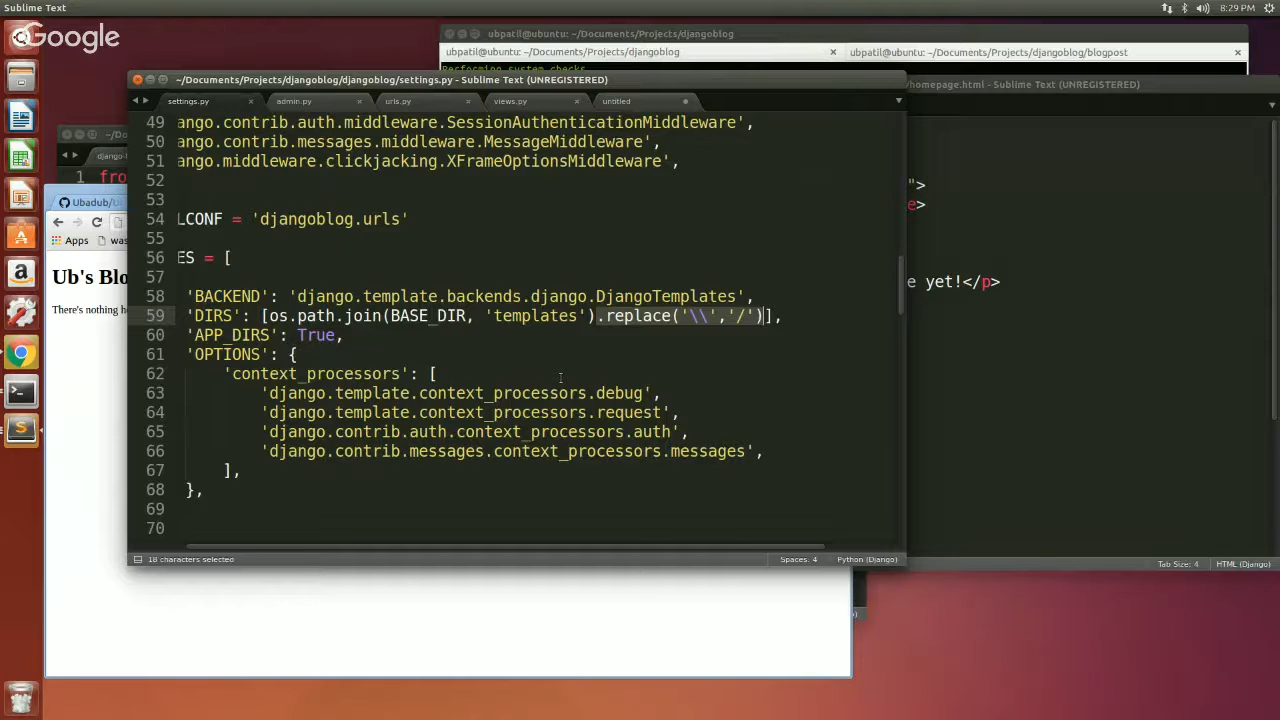 Sublime Text
8:29 PM
Google
ubpatil@ubuntu: ~/Documents/Projects/djangoblog
ubpatil@ubuntu: ~/Documents/Projects/djangoblog
ubpatil@ubuntu: ~/Documents/Projects/djangoblog/blogpost
Performing system checks
~/Documents/Projects/djangoblog/djangoblog/settings.py - Sublime Text (UNREGISTERED)
/homepage.html - Sublime Text (UNREGISTERED)
settings.py
admin.py
urls.py
views.py
untitled
49 ango.contrib.auth.middleware.SessionAuthenticationMiddleware',
50 ango.contrib.messages.middleware.MessageMiddleware',
51 ango.middleware.clickjacking.XFrameOptionsMiddleware',
52
53
54 LCONF = 'djangoblog.urls'
55
56 ES = [
57
58 'BACKEND': 'django.template.backends.django.DjangoTemplates',
59 'DIRS': [os.path.join(BASE_DIR, 'templates').replace('\\','/')],
60 'APP_DIRS': True,
61 'OPTIONS': {
62 'context_processors': [
63 'django.template.context_processors.debug',
64 'django.template.context_processors.request',
65 'django.contrib.auth.context_processors.auth',
66 'django.contrib.messages.context_processors.messages',
67 ],
68 },
69
70
18 characters selected
Spaces: 4
Python (Django)
~/Do
django-
1 fro
Ubadub/U
Apps
was
Ub's Blo
There's nothing h
">
e>
e yet!</p>
Tab Size: 4
HTML (Django)